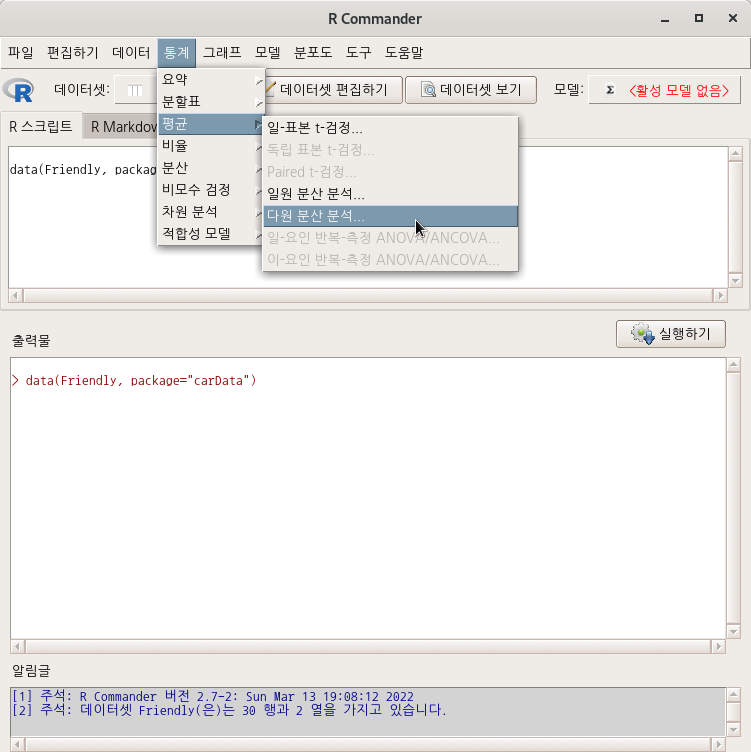 R Commander
파일 편집하기 데이터 통계 그래프 모델 분포도 도구 도움말
데이터셋: 데이터셋 편집하기 데이터셋 보기 모델: Σ <활성 모델 없음>
R 스크립트 R Markdow
요약
분할표
평균
비율
분산
비모수 검정
차원 분석
적합성 모델
일-표본 t-검정...
독립 표본 t-검정...
Paired t-검정...
일원 분산 분석...
다원 분산 분석...
일-요인 반복-측정 ANOVA/ANCOVA...
이-요인 반복-측정 ANOVA/ANCOVA...
data(Friendly, packag
출력물 실행하기
> data(Friendly, package="carData")
알림글
[1] 주석: R Commander 버전 2.7-2: Sun Mar 13 19:08:12 2022
[2] 주석: 데이터셋 Friendly(은)는 30 행과 2 열을 가지고 있습니다.